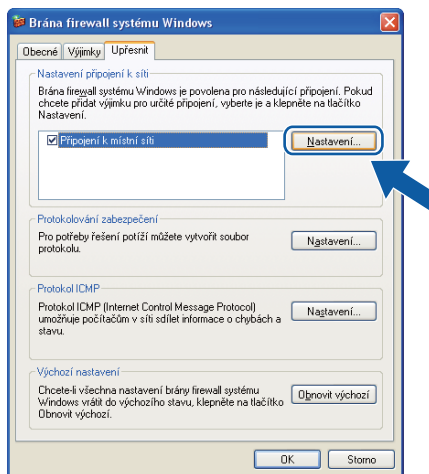 Brána firewall systému Windows
Obecné Výjimky Upřesnit
Nastavení připojení k síti
Brána firewall systému Windows je povolena pro následující připojení. Pokud
chcete přidat výjimku pro určité připojení, vyberte je a klepněte na tlačítko
Nastavení.
Připojení k místní síti
Nastavení...
Protokolování zabezpečení
Pro potřeby řešení potíží můžete vytvořit soubor
protokolu.
Nastavení...
Protokol ICMP
Protokol ICMP (Internet Control Message Protocol)
umožňuje počítačům v síti sdílet informace o chybách a
stavu.
Nastavení...
Výchozí nastavení
Chcete-li všechna nastavení brány firewall systému
Windows vrátit do výchozího stavu, klepněte na tlačítko
Obnovit výchozí.
Obnovit výchozí
OK Storno